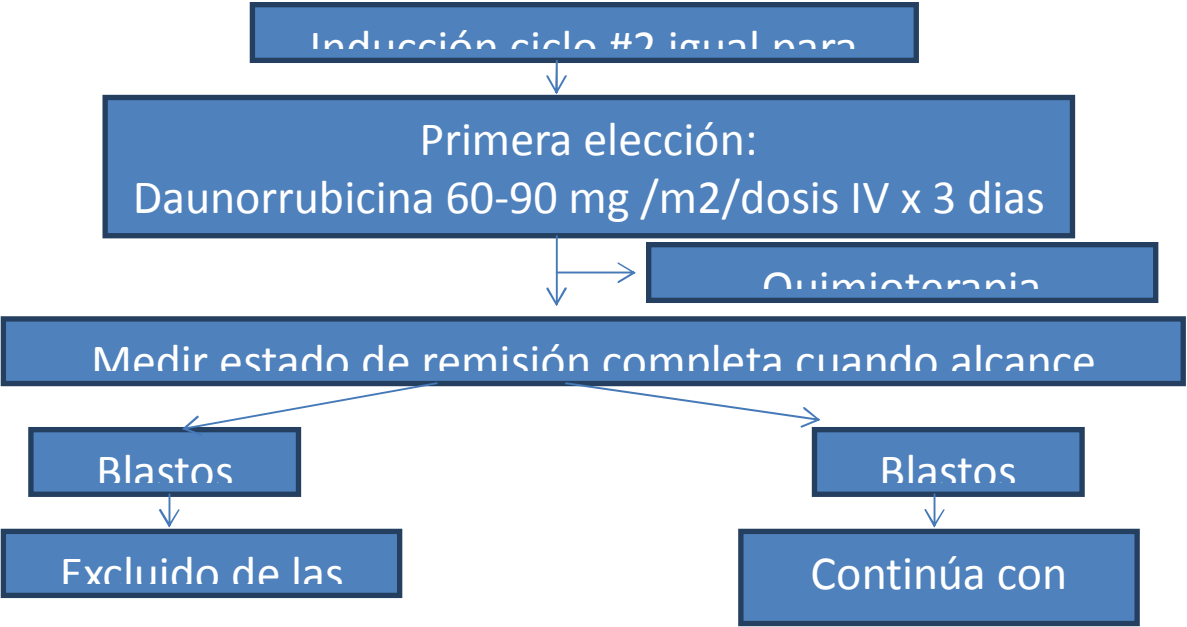 Inducción ciclo #2 igual para
Primera elección:
Daunorrubicina 60-90 mg /m2/dosis IV x 3 dias
Quimioterapia
Medir estado de remisión completa cuando alcance
Blastos
Blastos
Excluido de las
Continúa con